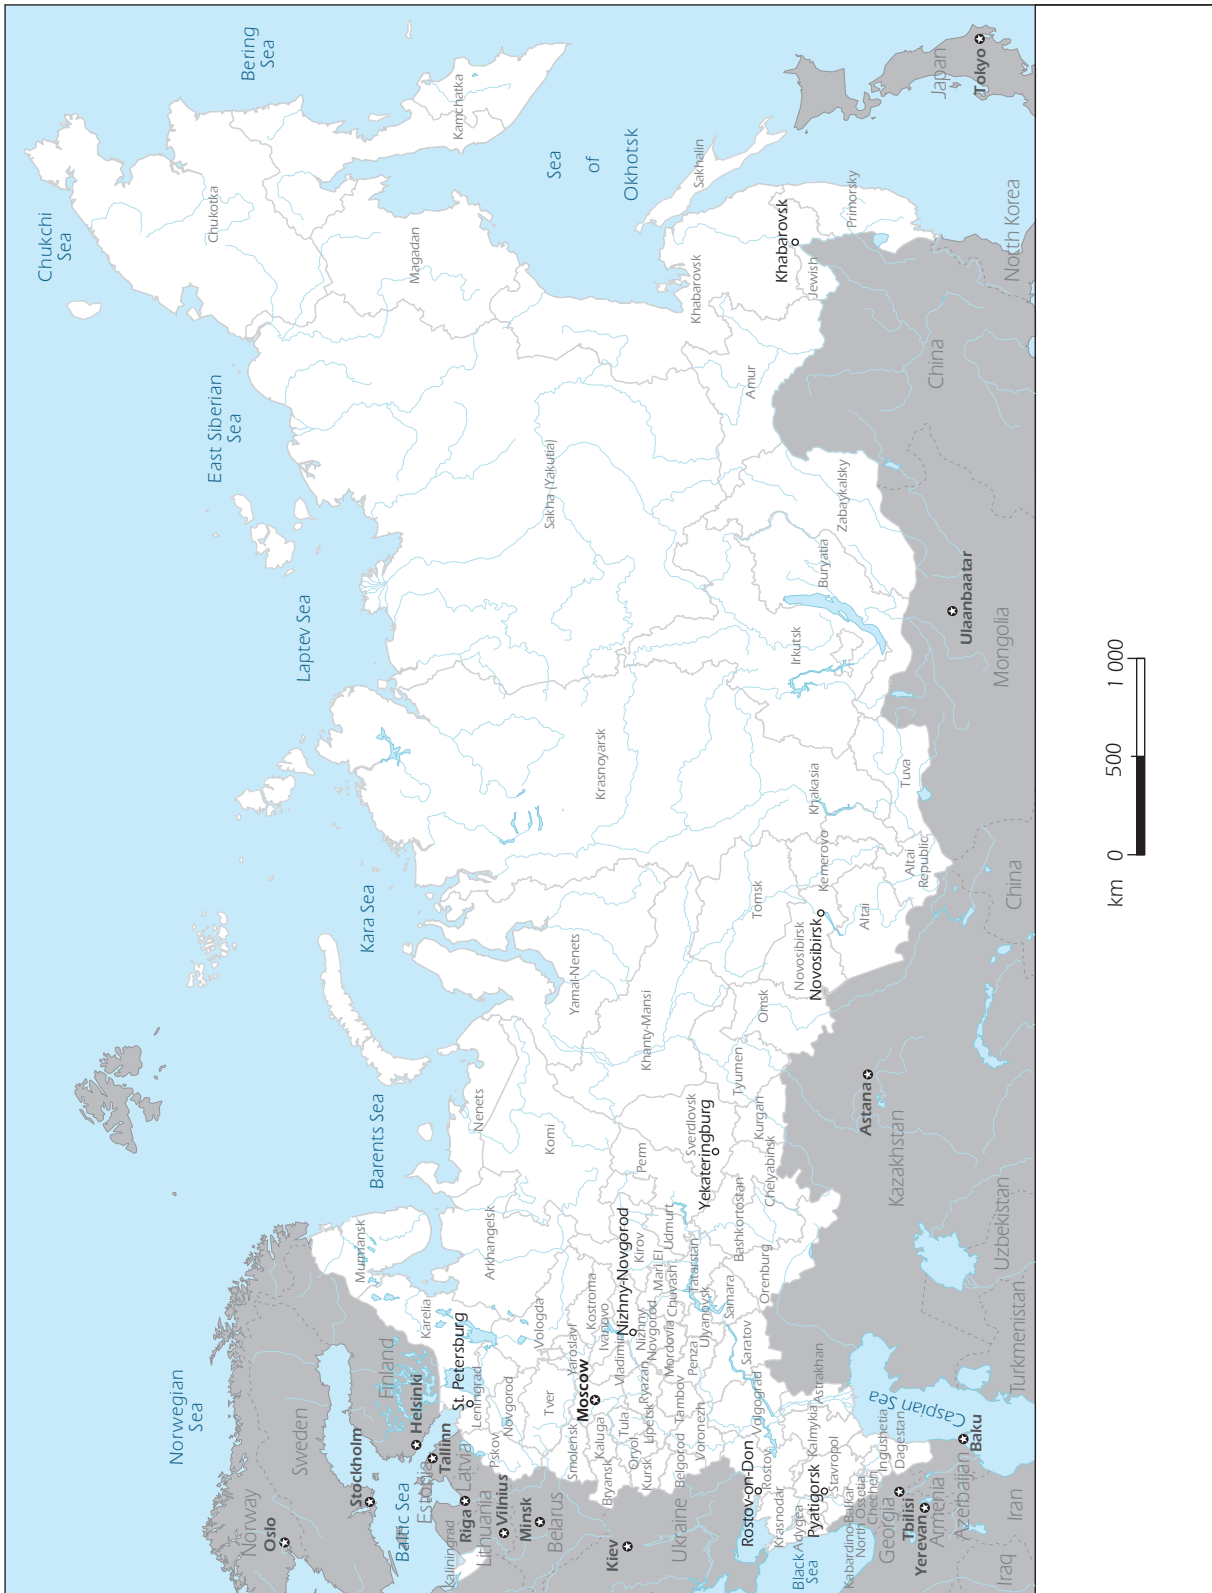 Bering
Sea
Chukchi
Sea
East Siberian
Sea
Laptev Sea
Kara Sea
Barents Sea
Norwegian
Sea
Sea
of
Okhotsk
Baltic Sea
Black
Sea
Caspian Sea
Norway
Oslo
Sweden
Stockholm
Finland
Helsinki
Tallinn
Estonia
Latvia
Riga
Lithuania
Vilnius
Minsk
Belarus
Kiev
Ukraine
Georgia
Tbilisi
Yerevan
Armenia
Azerbaijan
Baku
Iran
Iraq
Turkmenistan
Uzbekistan
Kazakhstan
Astana
China
Mongolia
Ulaanbaatar
China
North Korea
Japan
Tokyo
Kaliningrad
Murmansk
Karelia
St. Petersburg
Leningrad
Pskov
Novgorod
Arkhangelsk
Nenets
Komi
Vologda
Tver
Smolensk
Moscow
Yaroslavl
Kostroma
Ivanovo
Vladimir
Nizhny-Novgorod
Nizhny
Novgorod
Kirov
Perm
Bryansk
Kaluga
Tula
Oryol
Kursk
Lipetsk
Ryazan
Mordovia
Chuvash
Mari El
Udmurt
Belgorod
Tambov
Voronezh
Penza
Ulyanovsk
Tatarstan
Samara
Saratov
Volgograd
Bashkortostan
Orenburg
Rostov-on-Don
Rostov
Krasnodar
Adygea
Pyatigorsk
Stavropol
Kalmykia
Astrakhan
Kabardino-Balkar
North Ossetia
Chechen
Ingushetia
Dagestan
Yekateringburg
Sverdlovsk
Chelyabinsk
Kurgan
Tyumen
Khanty-Mansi
Yamal-Nenets
Omsk
Tomsk
Novosibirsk
Novosibirsk
Altai
Altai
Republic
Kemerovo
Khakasia
Tuva
Krasnoyarsk
Irkutsk
Buryatia
Zabaykalsky
Sakha (Yakutia)
Amur
Jewish
Khabarovsk
Khabarovsk
Primorsky
Sakhalin
Magadan
Chukotka
Kamchatka
km 0 500 1 000